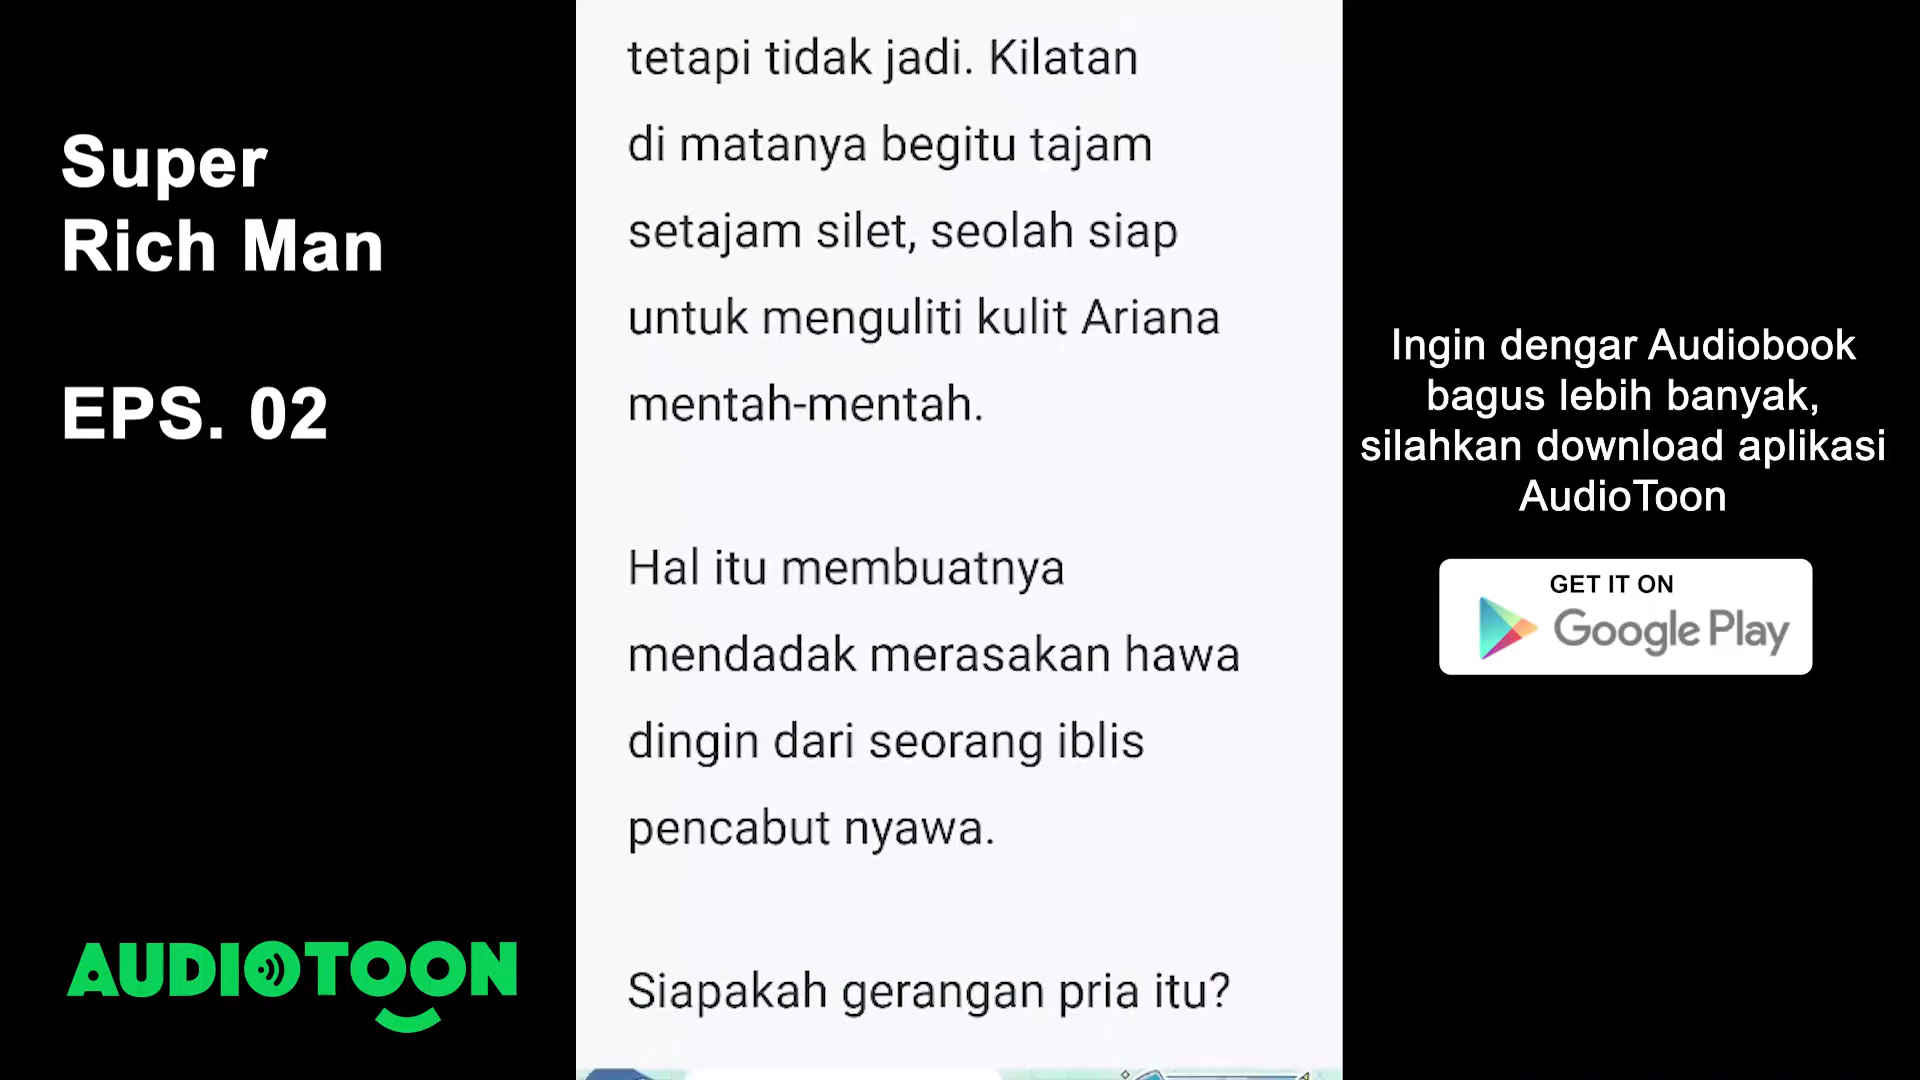 Super
Rich Man
EPS. 02
AUDIOTOON
tetapi tidak jadi. Kilatan
di matanya begitu tajam
setajam silet, seolah siap
untuk menguliti kulit Ariana
mentah-mentah.
Hal itu membuatnya
mendadak merasakan hawa
dingin dari seorang iblis
pencabut nyawa.
Siapakah gerangan pria itu?
Ingin dengar Audiobook
bagus lebih banyak,
silahkan download aplikasi
AudioToon
GET IT ON
Google Play